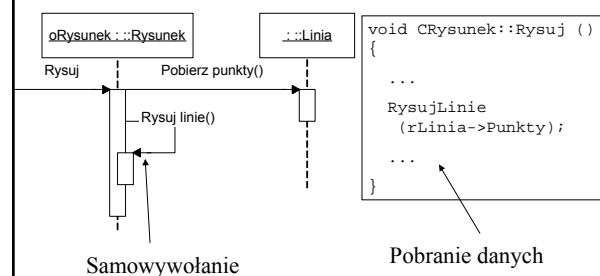 oRysunek : ::Rysunek
: ::Linia
Rysuj
Pobierz punkty()
Rysuj linie()
Samowywołanie
void CRysunek::Rysuj ()
{
...
RysujLinie
(rLinia->Punkty);
...
}
Pobranie danych